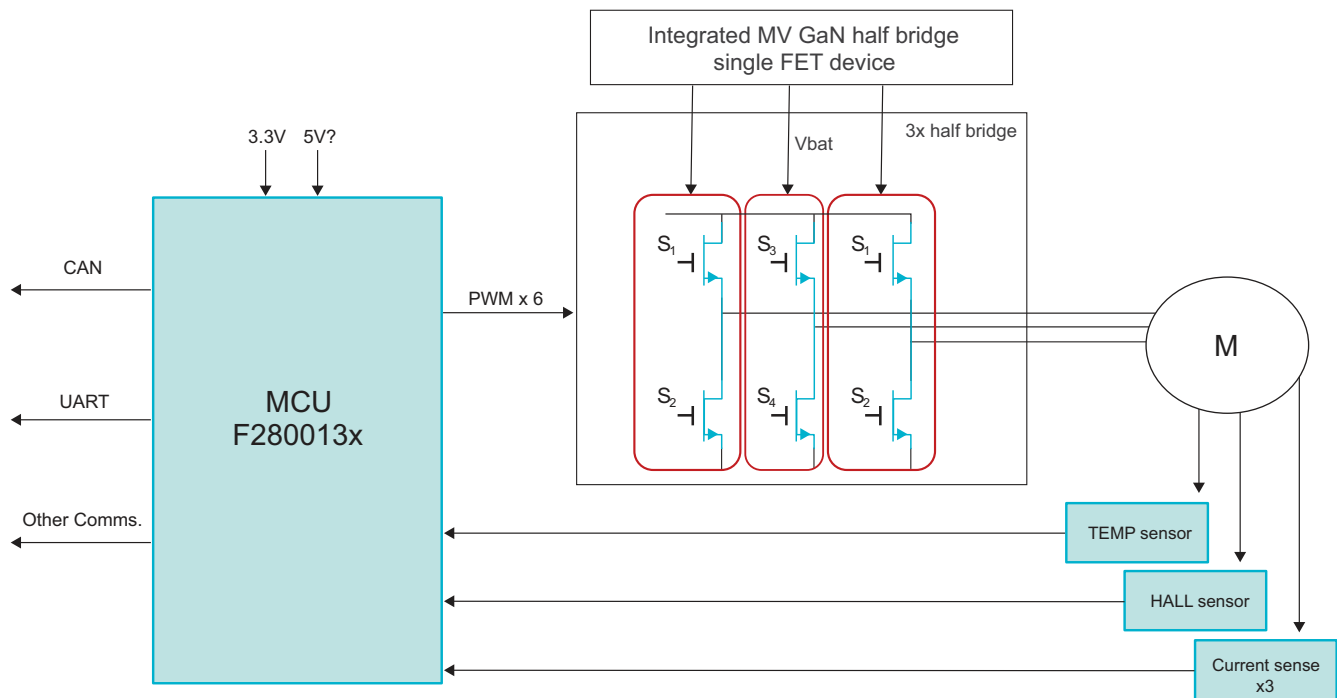 Integrated MV GaN half bridge
single FET device
3.3V
5V?
Vbat
3x half bridge
CAN
UART
Other Comms.
MCU
F280013x
PWM x 6
S1
S3
S1
S2
S4
S2
M
TEMP sensor
HALL sensor
Current sense
x3